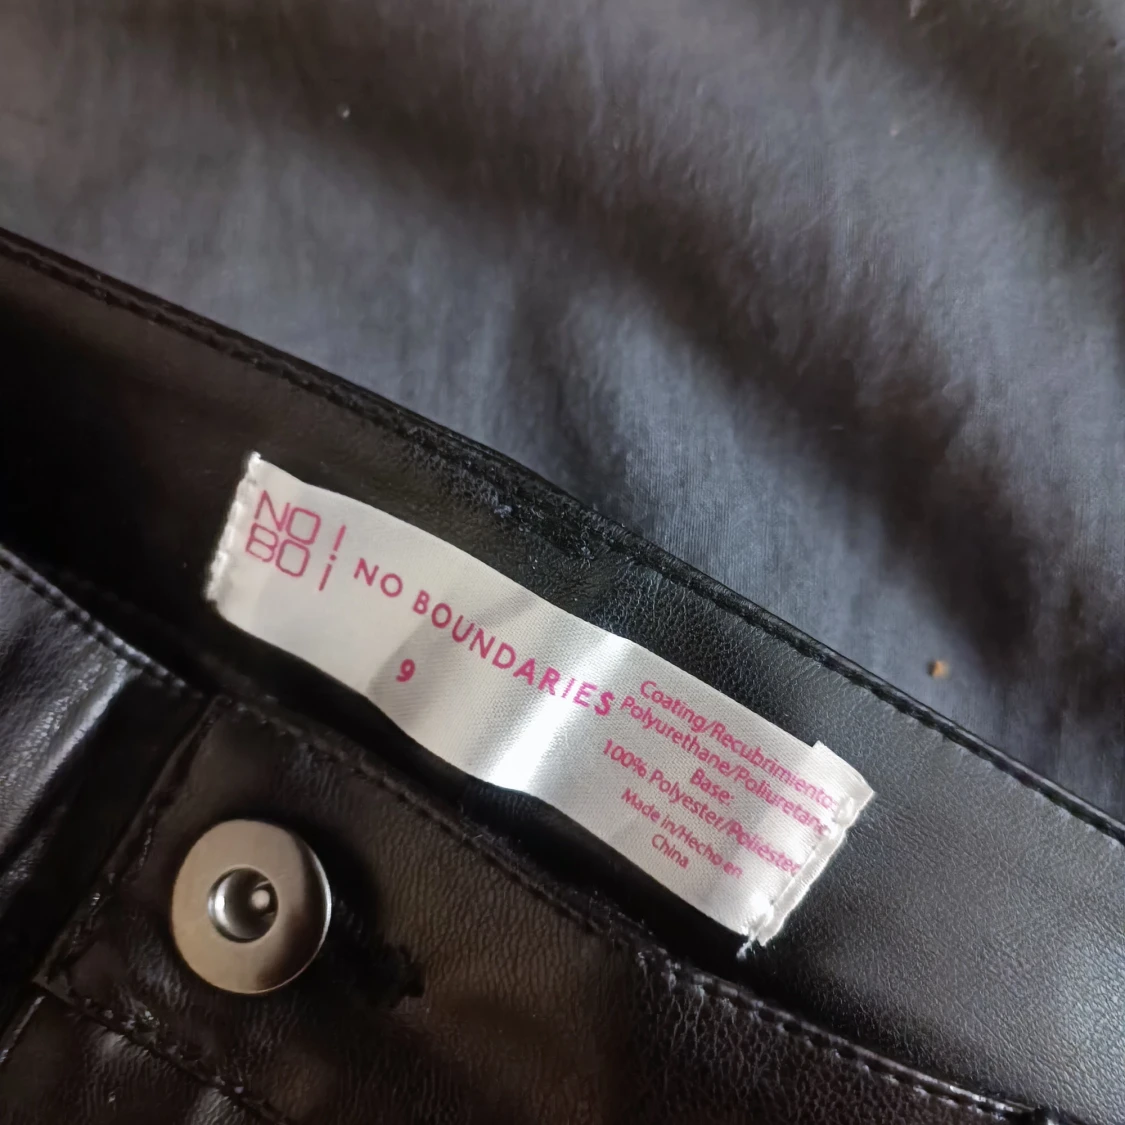 NO!
BO¡
NO BOUNDARIES
9
Coating/Recubrimiento:
Polyurethane/Poliuretano
Base:
100% Polyester/Poliéster
Made in/Hecho en
China